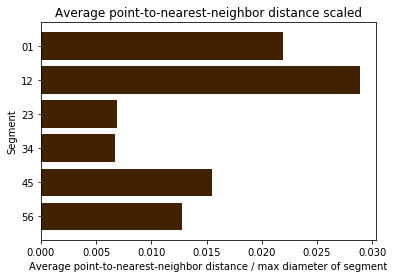 Average point-to-nearest-neighbor distance scaled
Segment
01
12
23
34
45
56
0.000 0.005 0.010 0.015 0.020 0.025 0.030
Average point-to-nearest-neighbor distance / max diameter of segment